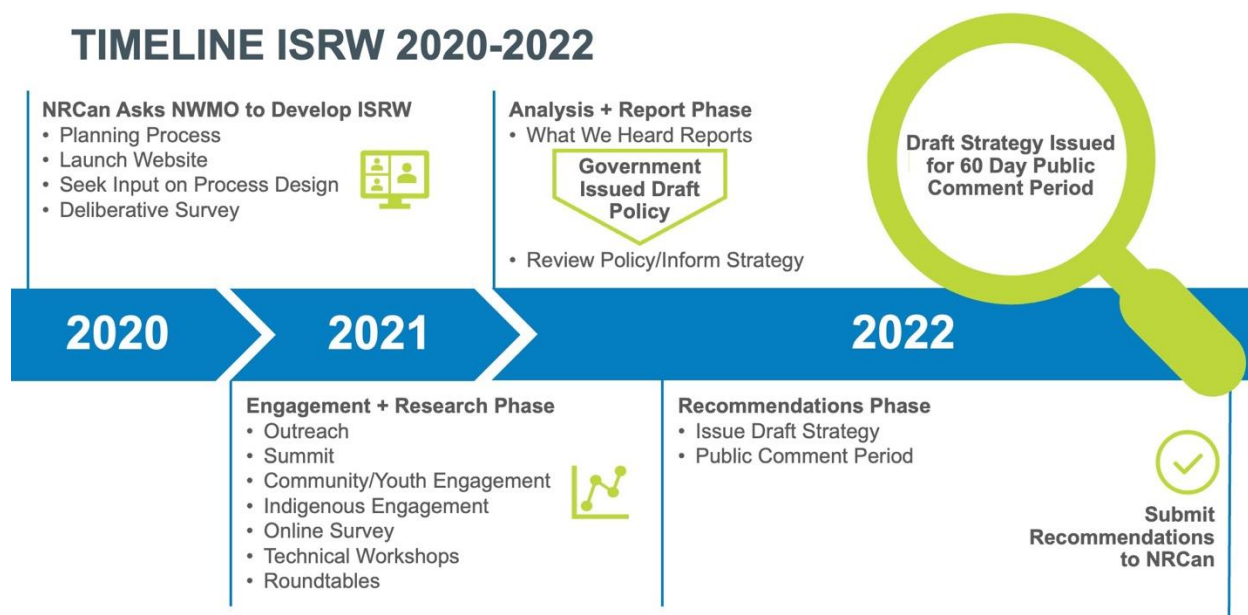 TIMELINE ISRW 2020-2022
NRCan Asks NWMO to Develop ISRW
• Planning Process
• Launch Website
• Seek Input on Process Design
• Deliberative Survey
Analysis + Report Phase
• What We Heard Reports
Government
Issued Draft
Policy
• Review Policy/Inform Strategy
Draft Strategy Issued
for 60 Day Public
Comment Period
2020
2021
2022
Engagement + Research Phase
• Outreach
• Summit
• Community/Youth Engagement
• Indigenous Engagement
• Online Survey
• Technical Workshops
• Roundtables
Recommendations Phase
• Issue Draft Strategy
• Public Comment Period
Submit
Recommendations
to NRCan